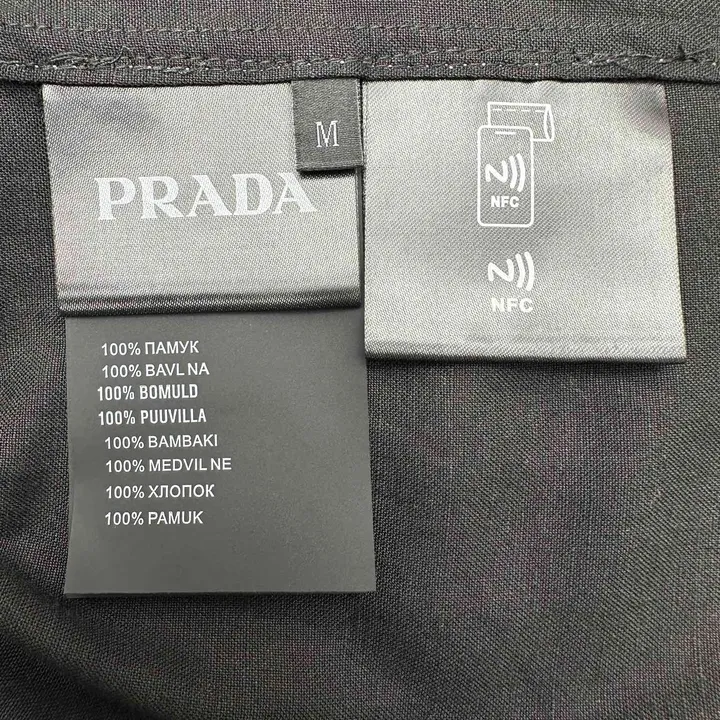 PRADA
M
NFC
NFC
100% ПАМУК
100% BAVL NA
100% BOMULD
100% PUUVILLA
100% BAMBAKI
100% MEDVIL NE
100% ХЛОПОК
100% PAMUK